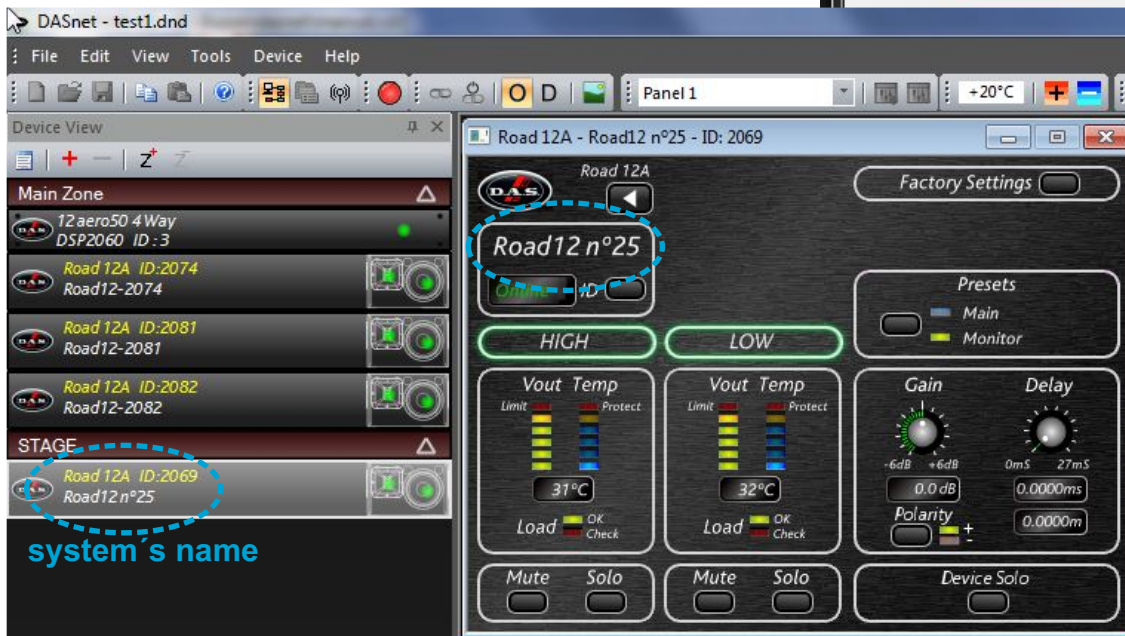 DASnet - test1.dnd
File Edit View Tools Device Help
O D Panel 1 +20°C
Device View
Z+ Z-
Main Zone
D.A.S. 12 aero50 4 Way
DSP2060 ID : 3
D.A.S. Road 12A ID:2074
Road12-2074
D.A.S. Road 12A ID:2081
Road12-2081
D.A.S. Road 12A ID:2082
Road12-2082
STAGE
D.A.S. Road 12A ID:2069
Road12 nº25
system´s name
Road 12A - Road12 nº25 - ID: 2069
D.A.S. Road 12A
Factory Settings
Road12 nº25
Online ID
Presets
Main
Monitor
HIGH LOW
Vout Temp
Limit Protect
31ºC
Load OK
Check
Vout Temp
Limit Protect
32ºC
Load OK
Check
Gain Delay
-6dB +6dB 0mS 27mS
0.0 dB 0.0000ms
Polarity + - 0.0000m
Mute Solo
Mute Solo
Device Solo